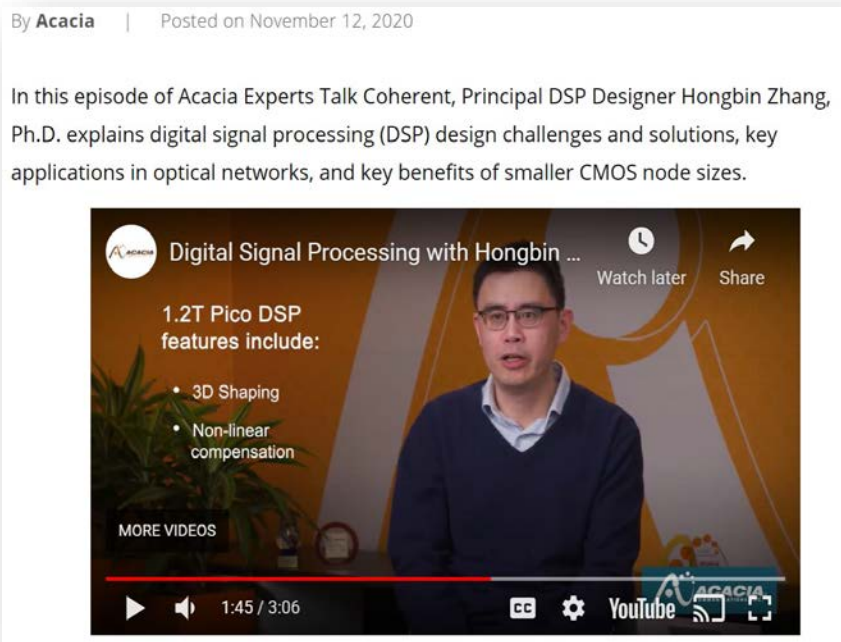 By Acacia | Posted on November 12, 2020
In this episode of Acacia Experts Talk Coherent, Principal DSP Designer Hongbin Zhang,
Ph.D. explains digital signal processing (DSP) design challenges and solutions, key
applications in optical networks, and key benefits of smaller CMOS node sizes.
ACACIA
Digital Signal Processing with Hongbin ...
Watch later
Share
1.2T Pico DSP
features include:
• 3D Shaping
• Non-linear
compensation
MORE VIDEOS
ACACIA
1:45 / 3:06
CC
YouTube